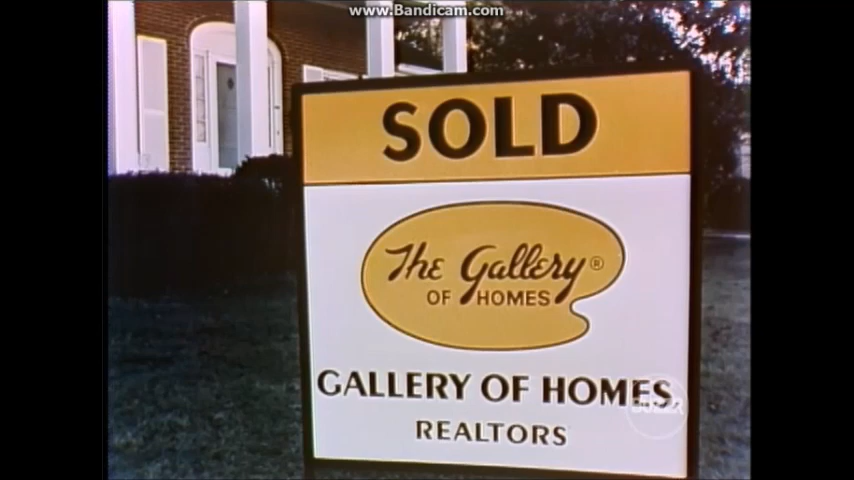 www.Bandicam.com
SOLD
The Gallery®
OF HOMES
GALLERY OF HOMES
REALTORS